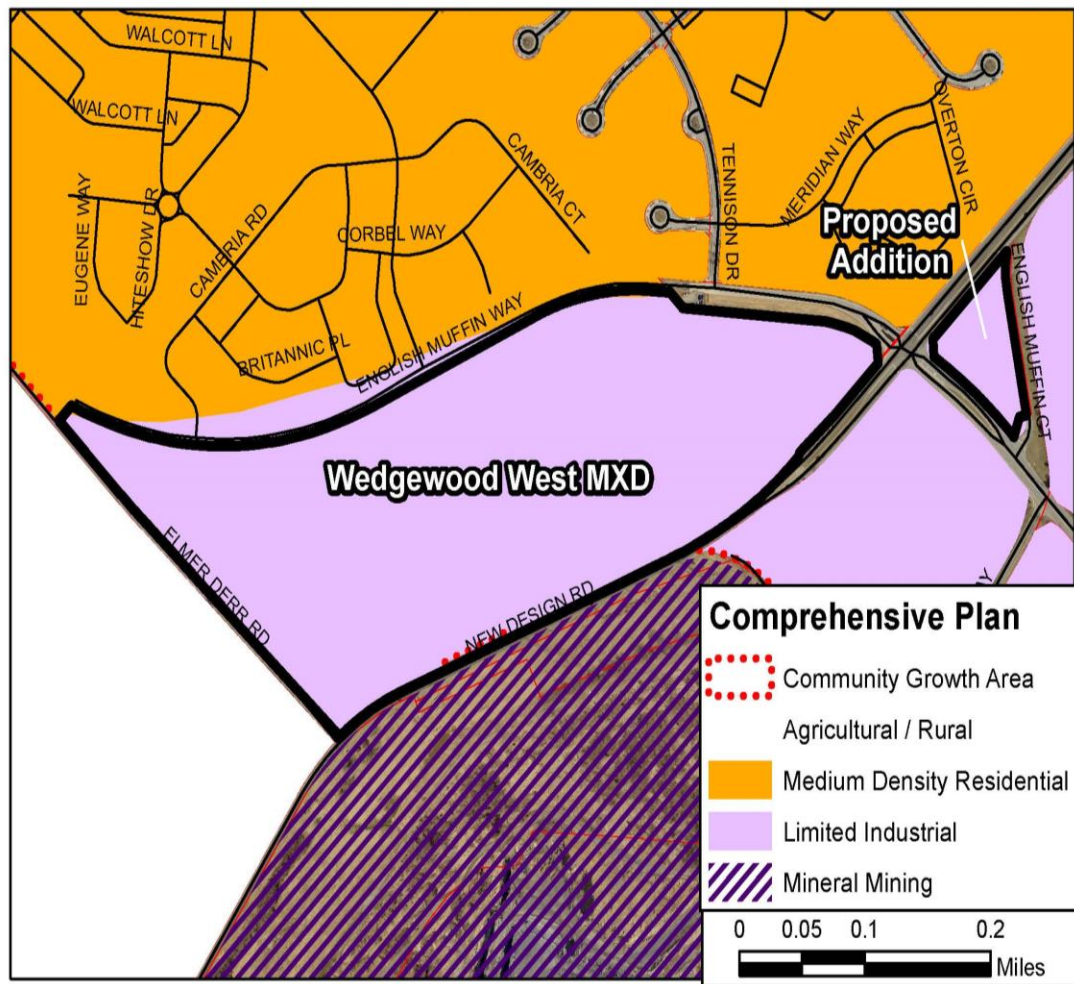 WALCOTT LN
WALCOTT LN
EUGENE WAY
HITESHOW DR
CAMBRIA RD
CORBEL WAY
CAMBRIA CT
BRITANNIC PL
ENGLISH MUFFIN WAY
TENNISON DR
MERIDIAN WAY
OVERTON CIR
Proposed
Addition
ENGLISH MUFFIN CT
Wedgewood West MXD
ELMER DERR RD
NEW DESIGN RD
Comprehensive Plan
Community Growth Area
Agricultural / Rural
Medium Density Residential
Limited Industrial
Mineral Mining
0 0.05 0.1 0.2
Miles